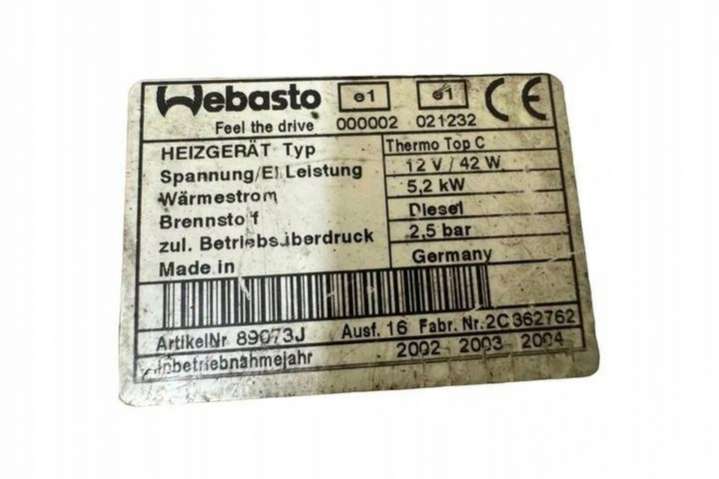 Webasto e1 e1 CE
Feel the drive 000002 021232
HEIZGERÄT Typ Thermo Top C
Spannung/El Leistung 12 V / 42 W
Wärmestrom 5,2 kW
Brennstoff Diesel
zul. Betriebsüberdruck 2,5 bar
Made in Germany
ArtikelNr 89073J Ausf. 16 Fabr. Nr. 2C362762
Inbetriebnahmejahr 2002 - 2003 - 2004